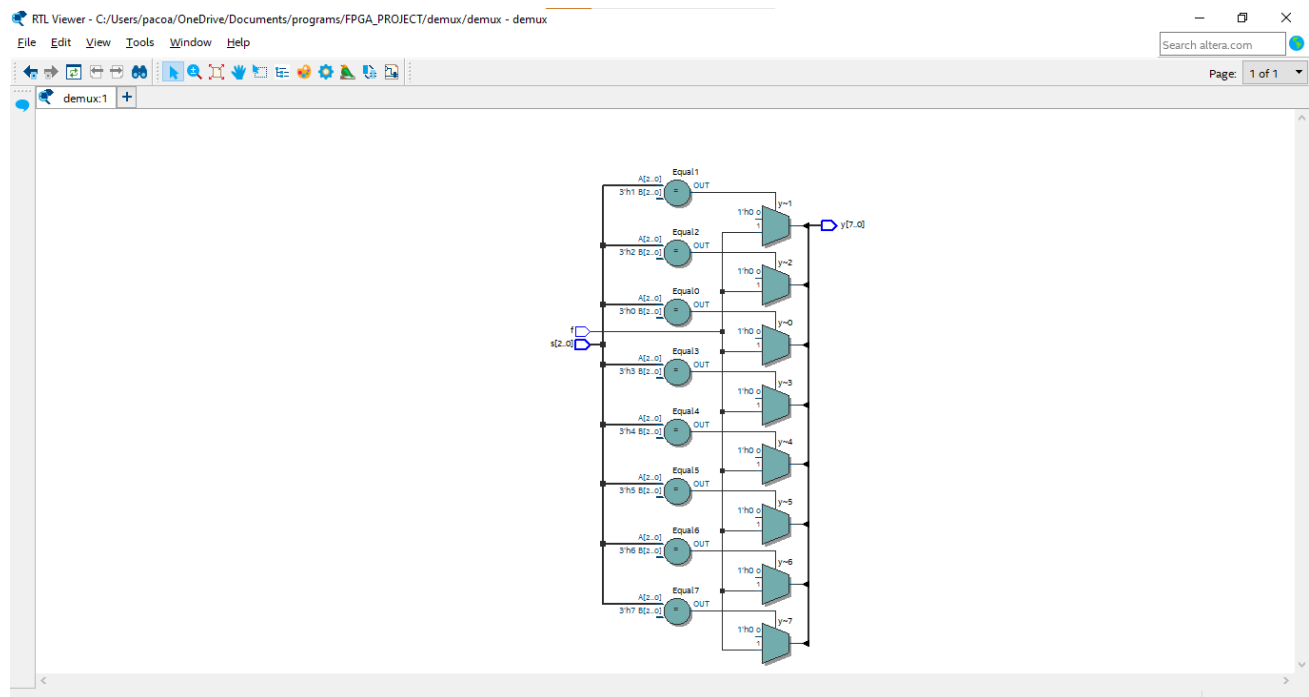 RTL Viewer - C:/Users/pacoa/OneDrive/Documents/programs/FPGA_PROJECT/demux/demux - demux
File Edit View Tools Window Help
Search altera.com
Page: 1 of 1
demux:1
Equal1
A[2..0]
OUT
3'h1 B[2..0]
=
y~1
1'h0 0
1
y[7..0]
Equal2
A[2..0]
OUT
3'h2 B[2..0]
=
y~2
1'h0 0
1
Equal0
A[2..0]
OUT
3'h0 B[2..0]
=
y~0
1'h0 0
1
f
s[2..0]
Equal3
A[2..0]
OUT
3'h3 B[2..0]
=
y~3
1'h0 0
1
Equal4
A[2..0]
OUT
3'h4 B[2..0]
=
y~4
1'h0 0
1
Equal5
A[2..0]
OUT
3'h5 B[2..0]
=
y~5
1'h0 0
1
Equal6
A[2..0]
OUT
3'h6 B[2..0]
=
y~6
1'h0 0
1
Equal7
A[2..0]
OUT
3'h7 B[2..0]
=
y~7
1'h0 0
1